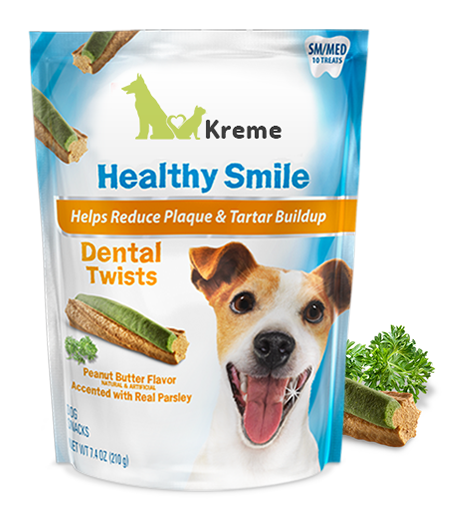 SM/MED
10 TREATS
Kreme
Healthy Smile
Helps Reduce Plaque & Tartar Buildup
Dental
Twists
Peanut Butter Flavor
NATURAL & ARTIFICIAL
Accented with Real Parsley
DOG
SNACKS
NET WT 7.4 OZ (210 g)